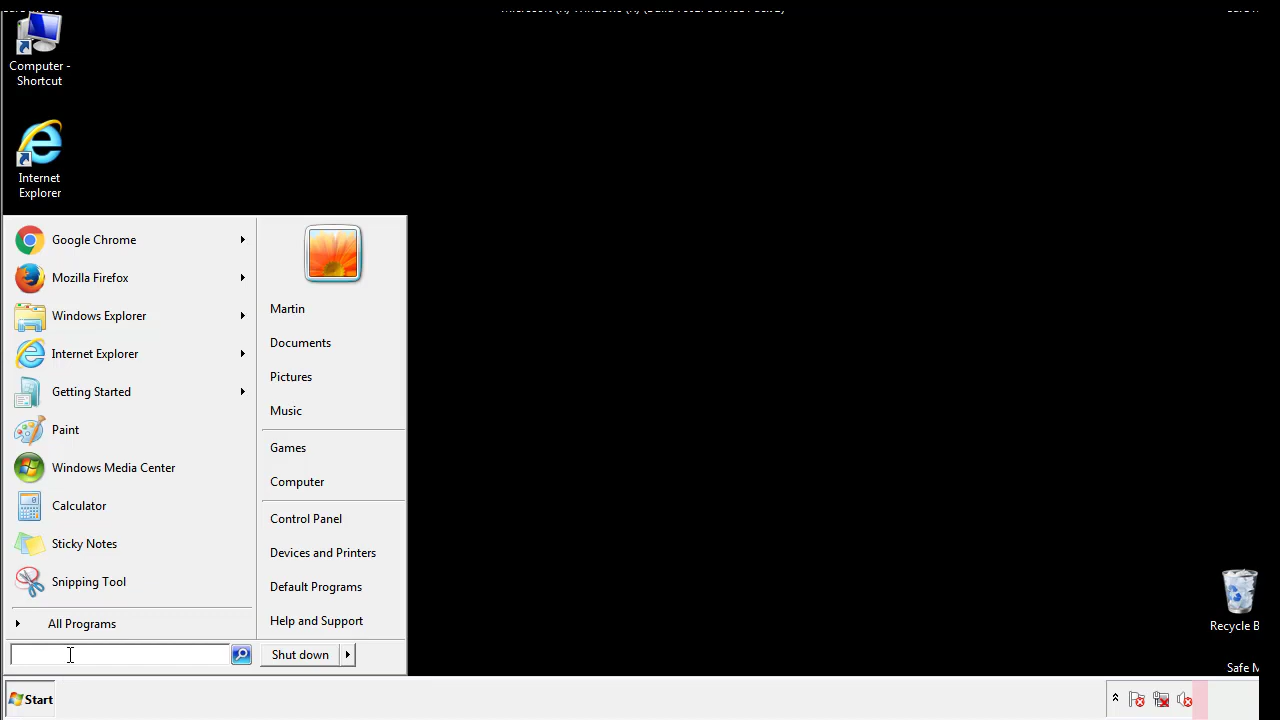 Computer -
Shortcut
Internet
Explorer
Google Chrome
Mozilla Firefox
Windows Explorer
Internet Explorer
Getting Started
Paint
Windows Media Center
Calculator
Sticky Notes
Snipping Tool
All Programs
Martin
Documents
Pictures
Music
Games
Computer
Control Panel
Devices and Printers
Default Programs
Help and Support
Shut down
Recycle B
Safe M
Start